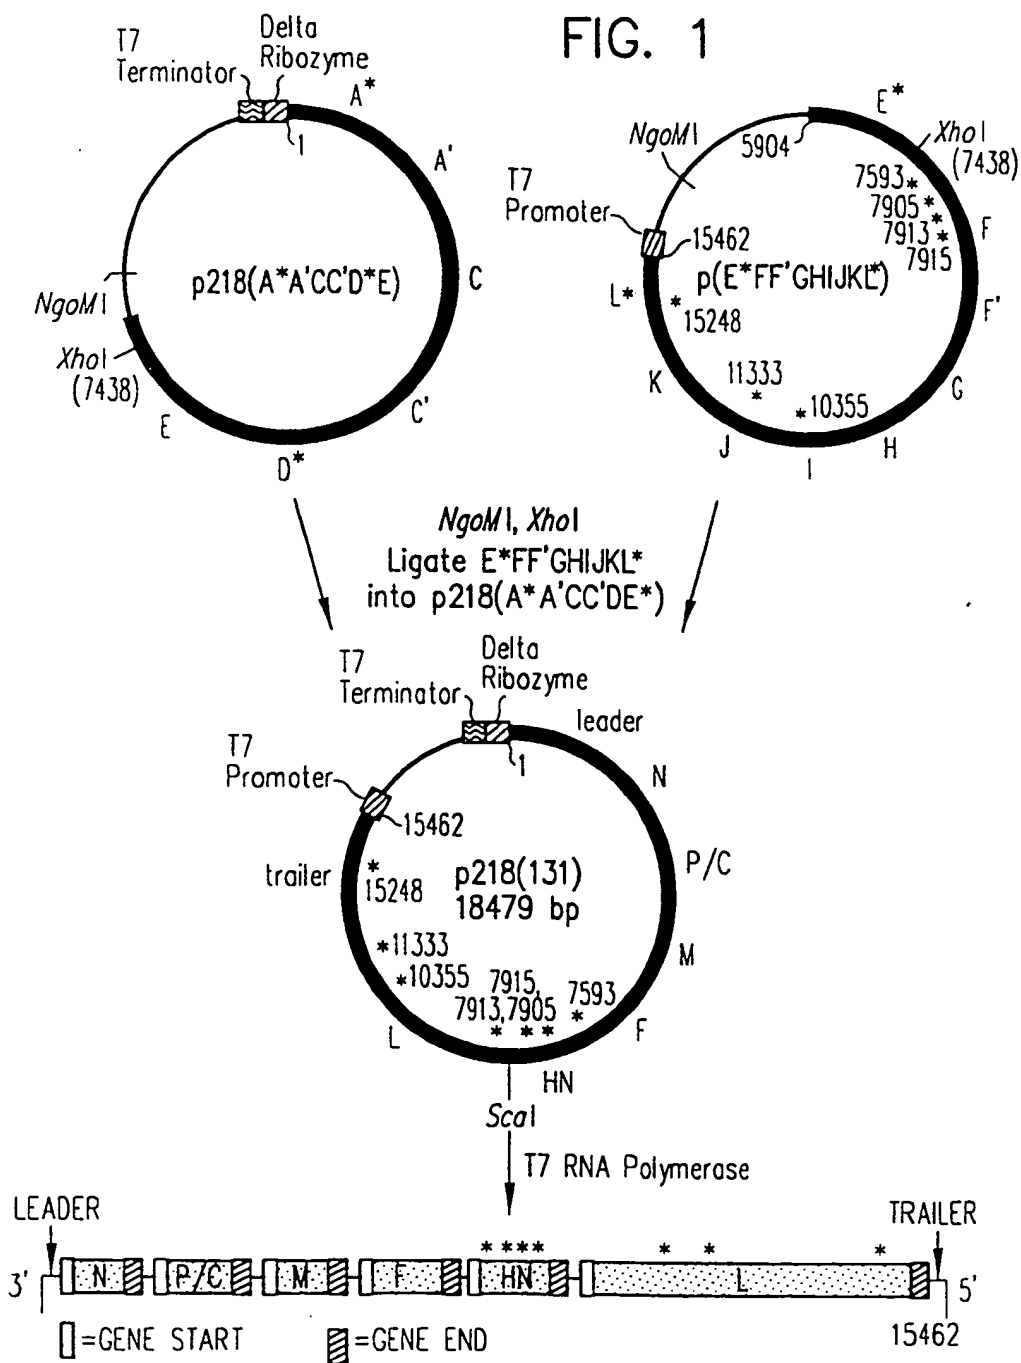 FIG. 1
T7
Terminator
Delta
Ribozyme
A*
1
A'
C
C'
D*
E
XhoI
(7438)
NgoMI
p218(A*A'CC'D*E)
E*
XhoI
(7438)
5904
NgoMI
T7
Promoter
15462
7593 *
7905 *
*
7913 *
7915
F
F'
G
H
I
J
K
L*
p(E*FF'GHIJKL*)
*
15248
11333
*
* 10355
NgoMI, XhoI
Ligate E*FF'GHIJKL*
into p218(A*A'CC'DE*)
T7
Terminator
Delta
Ribozyme
leader
1
T7
Promoter
15462
N
P/C
M
F
HN
L
trailer
*
15248
p218(131)
18479 bp
*11333
*10355
7915,
7913,7905
7593
* * * *
ScaI
T7 RNA Polymerase
LEADER
TRAILER
* * * * * * *
3' N P/C M F HN L 5'
15462
=GENE START
=GENE END